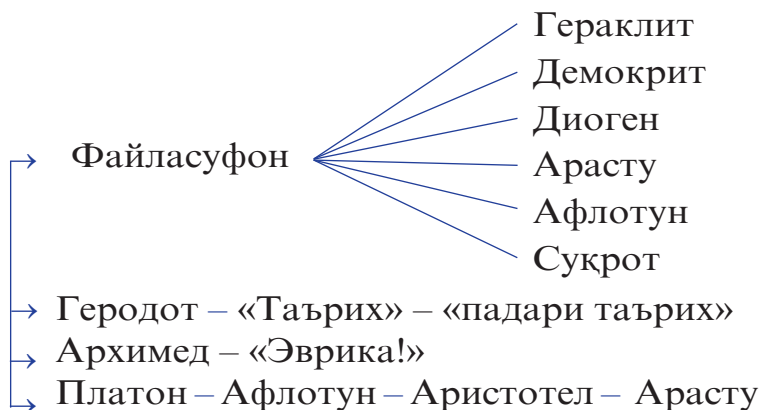 Гераклит
Демокрит
Диоген
Файласуфон
Арасту
Афлотун
Суқрот
Геродот – «Таърих» – «падари таърих»
Архимед – «Эврика!»
Платон – Афлотун – Аристотел – Арасту